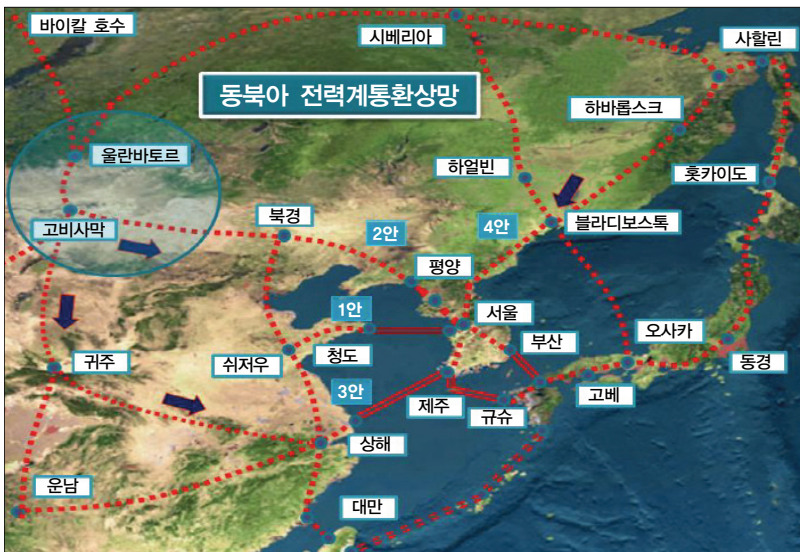 바이칼 호수
시베리아
사할린
동북아 전력계통환상망
하바롭스크
울란바토르
하얼빈
홋카이도
고비사막
북경
2안
4안
블라디보스톡
평양
1안
서울
오사카
부산
귀주
쉬저우
청도
동경
3안
제주
규슈
고베
상해
운남
대만